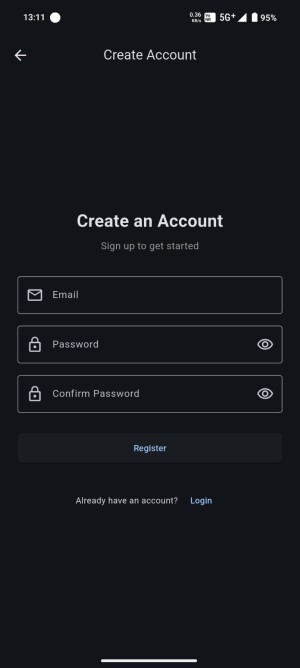 13:11
0.36
KB/s
5G+
95%
Create Account
Create an Account
Sign up to get started
Email
Password
Confirm Password
Register
Already have an account? Login